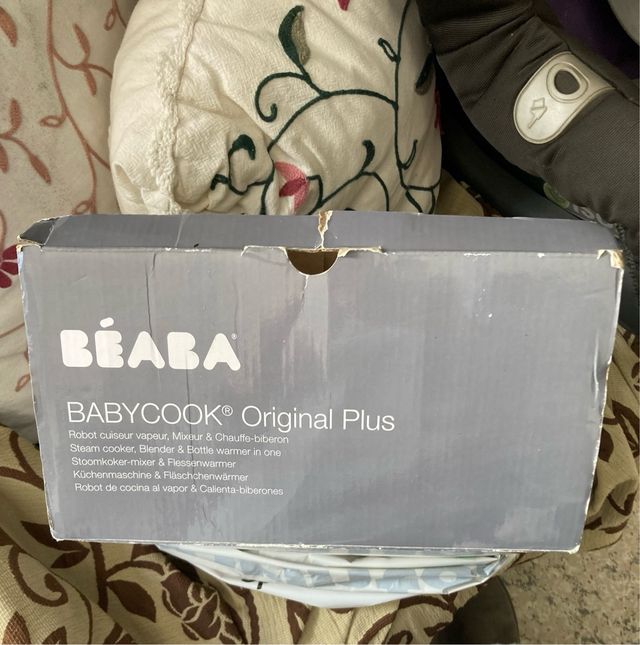 BÉABA®
BABYCOOK® Original Plus
Robot cuiseur vapeur, Mixeur & Chauffe-biberon
Steam cooker, Blender & Bottle warmer in one
Stoomkoker-mixer & Flessenwarmer
Küchenmaschine & Fläschchenwärmer
Robot de cocina al vapor & Calienta-biberones